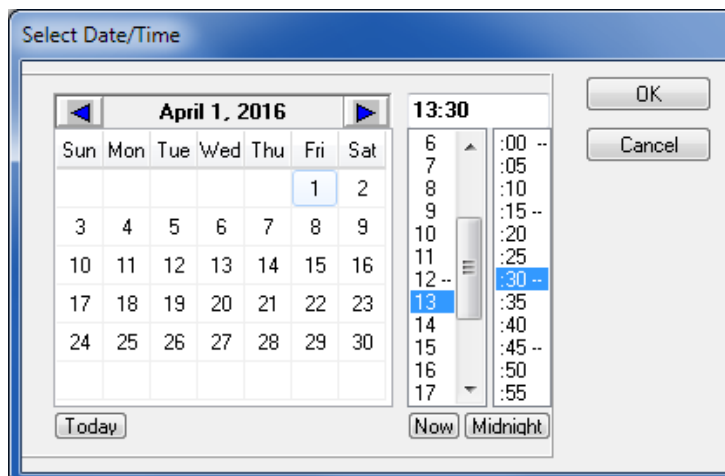 Select Date/Time
April 1, 2016
Sun Mon Tue Wed Thu Fri Sat
1 2
3 4 5 6 7 8 9
10 11 12 13 14 15 16
17 18 19 20 21 22 23
24 25 26 27 28 29 30
Today
13:30
6 :00 --
7 :05
8 :10
9 :15 --
10 :20
11 :25
12 -- :30 --
13 :35
14 :40
15 :45 --
16 :50
17 :55
Now Midnight
OK
Cancel